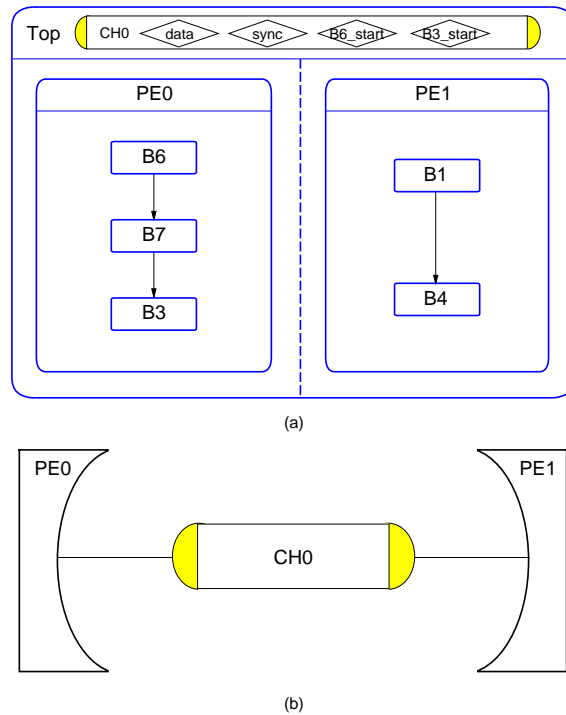 Top CH0 data sync B6_start B3_start
PE0 PE1
B6
B1
B7
B4
B3
(a)
PE0 PE1
CH0
(b)